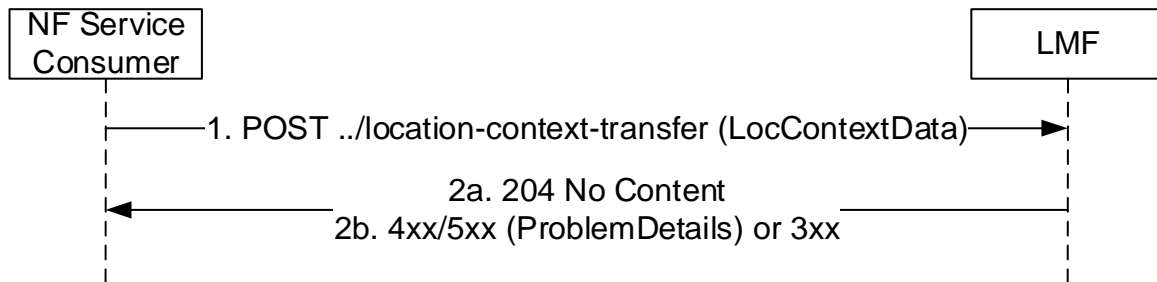 NF Service
Consumer
LMF
1. POST ../location-context-transfer (LocContextData)
2a. 204 No Content
2b. 4xx/5xx (ProblemDetails) or 3xx